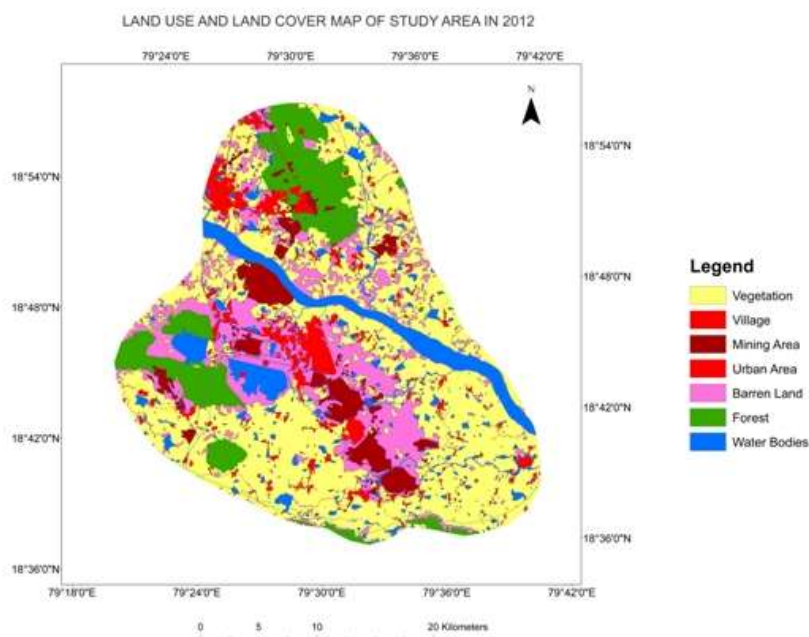 LAND USE AND LAND COVER MAP OF STUDY AREA IN 2012
79°24'0"E 79°30'0"E 79°36'0"E 79°42'0"E
N
18°54'0"N
18°54'0"N
18°48'0"N
18°48'0"N
18°42'0"N
18°42'0"N
18°36'0"N
18°36'0"N
Legend
Vegetation
Village
Mining Area
Urban Area
Barren Land
Forest
Water Bodies
79°18'0"E 79°24'0"E 79°30'0"E 79°36'0"E 79°42'0"E
0 5 10 20 Kilometers